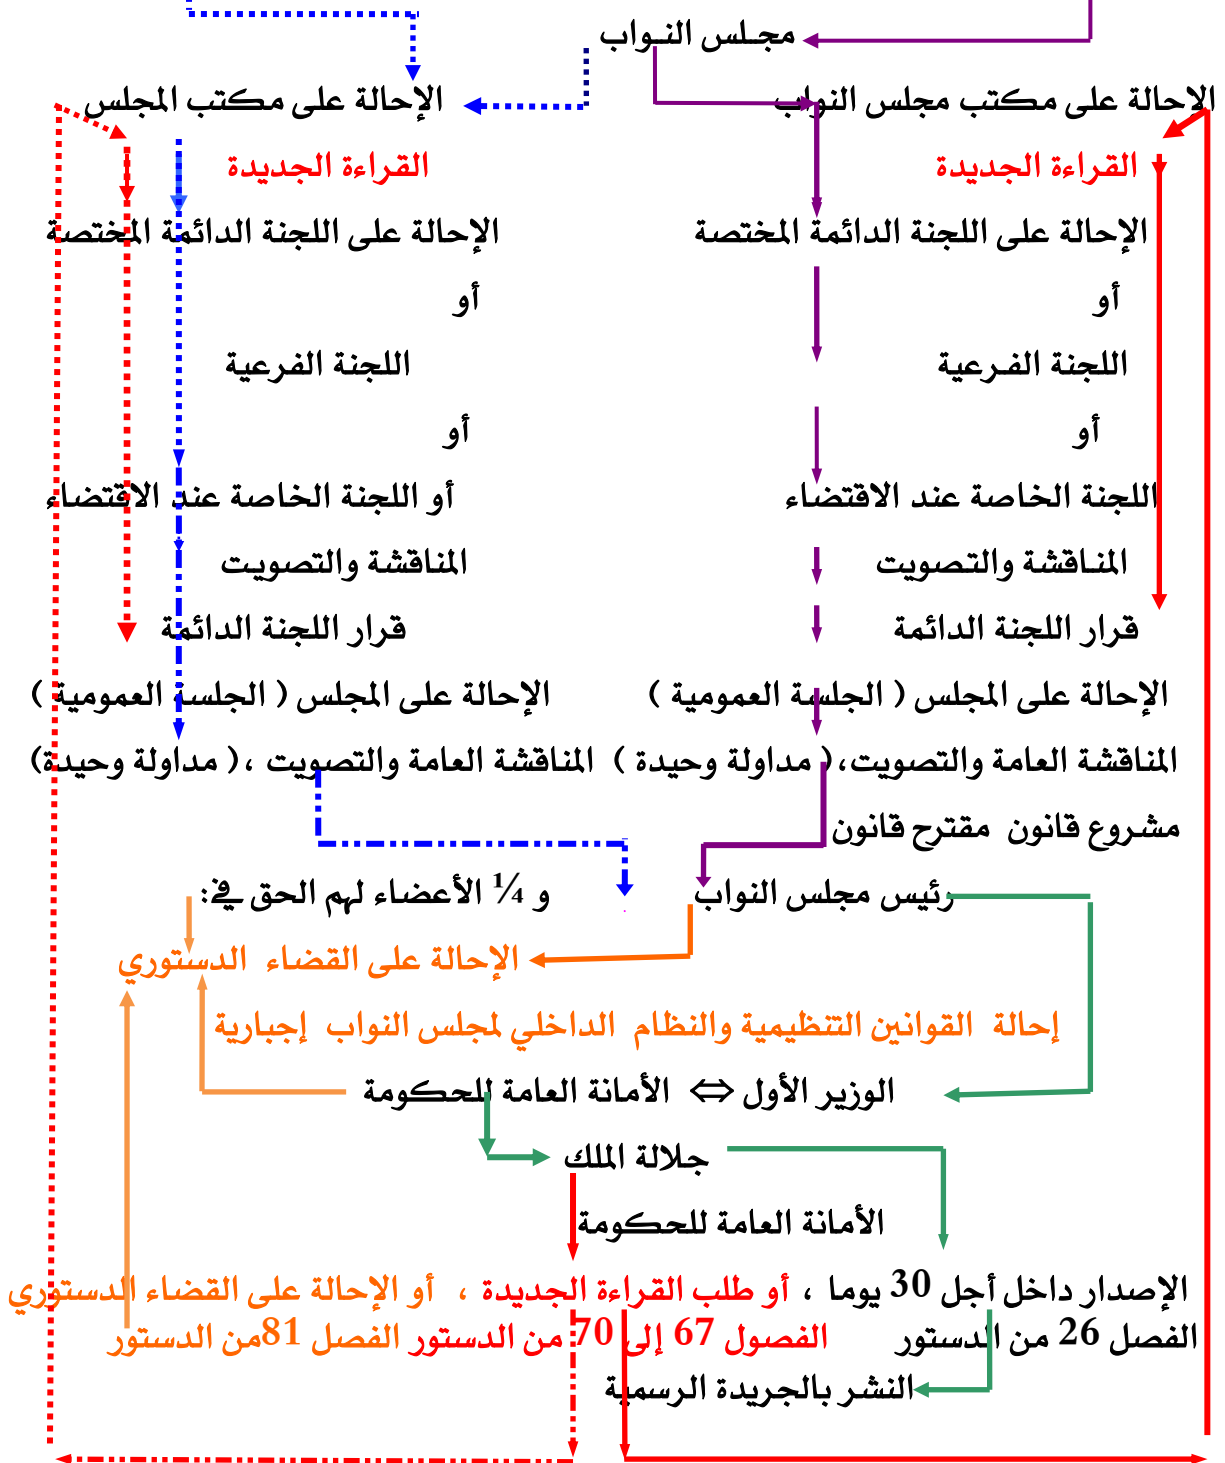 مجـلس النـواب
الإحالة على مكتب مجلس النواب الإحالة على مكتب المجلس
القراءة الجديدة القراءة الجديدة
الإحالة على اللجنة الدائمة المختصة الإحالة على اللجنة الدائمة المختصة
أو أو
اللجنة الفـرعية اللجنة الفرعية
أو أو
اللجنة الخاصة عند الاقتضاء أو اللجنة الخاصة عند الاقتضاء
المناقشة والتصويت المناقشة والتصويت
قرار اللجنة الدائمة قرار اللجنة الدائمة
الإحالة على المجلس ( الجلسة العمومية ) الإحالة على المجلس ( الجلسة العمومية )
المناقشة العامة والتصويت،( مداولة وحيدة ) المناقشة العامة والتصويت ،( مداولة وحيدة)
مشروع قانون مقترح قانون
رئيس مجلس النواب و ¼ الأعضاء لهم الحق في:
الإحالة على القضاء الدستوري
إحالة القوانين التنظيمية والنظام الداخلي لمجلس النواب إجبارية
الوزير الأول ⇔ الأمانة العامة للحكومة
جلالة الملك
الأمانة العامة للحكومة
الإصدار داخل أجل 30 يوما ، أو طلب القراءة الجديدة ، أو الإحالة على القضاء الدستوري
الفصل 26 من الدستور الفصول 67 إلى 70 من الدستور الفصل 81من الدستور
النشر بالجريدة الرسمية